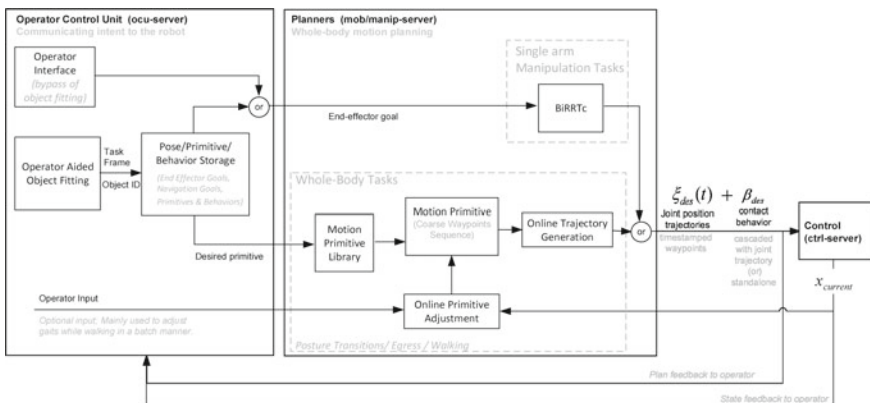 Operator Control Unit (ocu-server)
Communicating intent to the robot
Operator
Interface
(bypass of
object fitting)
or
Operator Aided
Object Fitting
Task
Frame
Object ID
Pose/Primitive/
Behavior Storage
(End Effector Goals,
Navigation Goals,
Primitives & Behaviors)
Desired primitive
Operator Input
Optional input, Mainly used to adjust
gaits while walking in a batch manner.
Planners (mob/manip-server)
Whole-body motion planning
Single arm
Manipulation Tasks
BiRRTc
End-effector goal
Whole-Body Tasks
Motion
Primitive
Library
Motion Primitive
(Coarse Waypoints
Sequence)
Online Trajectory
Generation
or
Online Primitive
Adjustment
Posture Transitions/ Egress / Walking
ξdes(t) + βdes
Joint position
trajectories
timestamped
waypoints
contact
behavior
cascaded
with joint
trajectory
(or)
standalone
Control
(ctrl-server)
xcurrent
Plan feedback to operator
State feedback to operator